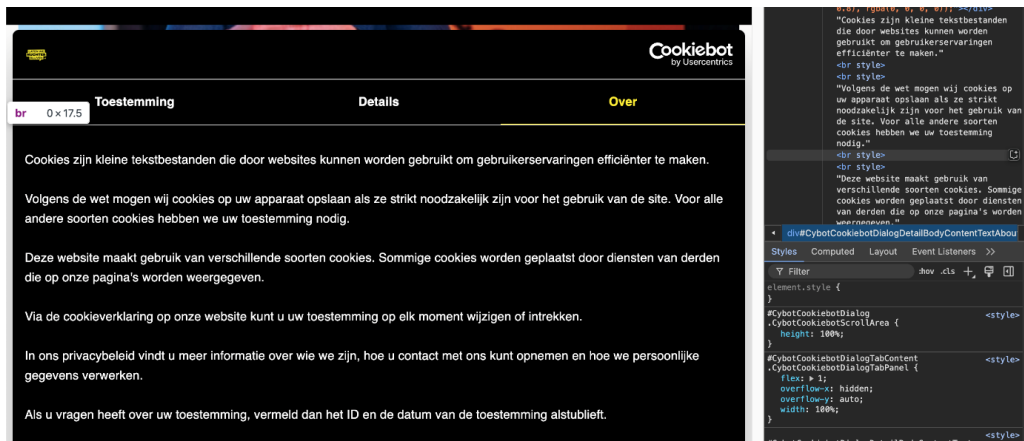 Cookiebot
by Usercentrics
Toestemming
Details
Over
br 0 × 17.5
Cookies zijn kleine tekstbestanden die door websites kunnen worden gebruikt om gebruikerservaringen efficiënter te maken.
Volgens de wet mogen wij cookies op uw apparaat opslaan als ze strikt noodzakelijk zijn voor het gebruik van de site. Voor alle
andere soorten cookies hebben we uw toestemming nodig.
Deze website maakt gebruik van verschillende soorten cookies. Sommige cookies worden geplaatst door diensten van derden
die op onze pagina's worden weergegeven.
Via de cookieverklaring op onze website kunt u uw toestemming op elk moment wijzigen of intrekken.
In ons privacybeleid vindt u meer informatie over wie we zijn, hoe u contact met ons kunt opnemen en hoe we persoonlijke
gegevens verwerken.
Als u vragen heeft over uw toestemming, vermeld dan het ID en de datum van de toestemming alstublieft.
0.8), rgba(0, 0, 0, 0));"></div>
"Cookies zijn kleine tekstbestanden
die door websites kunnen worden
gebruikt om gebruikerservaringen
efficiënter te maken."
<br style>
<br style>
"Volgens de wet mogen wij cookies op
uw apparaat opslaan als ze strikt
noodzakelijk zijn voor het gebruik van
de site. Voor alle andere soorten
cookies hebben we uw toestemming
nodig."
<br style>
<br style>
"Deze website maakt gebruik van
verschillende soorten cookies. Sommige
cookies worden geplaatst door diensten
van derden die op onze pagina's worden
weergegeven."
div#CybotCookiebotDialogDetailBodyContentTextAbou
Styles Computed Layout Event Listeners
Filter :hov .cls
element.style {
}
#CybotCookiebotDialog <style>
.CybotCookiebotScrollArea {
height: 100%;
}
#CybotCookiebotDialogTabContent <style>
.CybotCookiebotDialogTabPanel {
flex: 1;
overflow-x: hidden;
overflow-y: auto;
width: 100%;
}
<style>